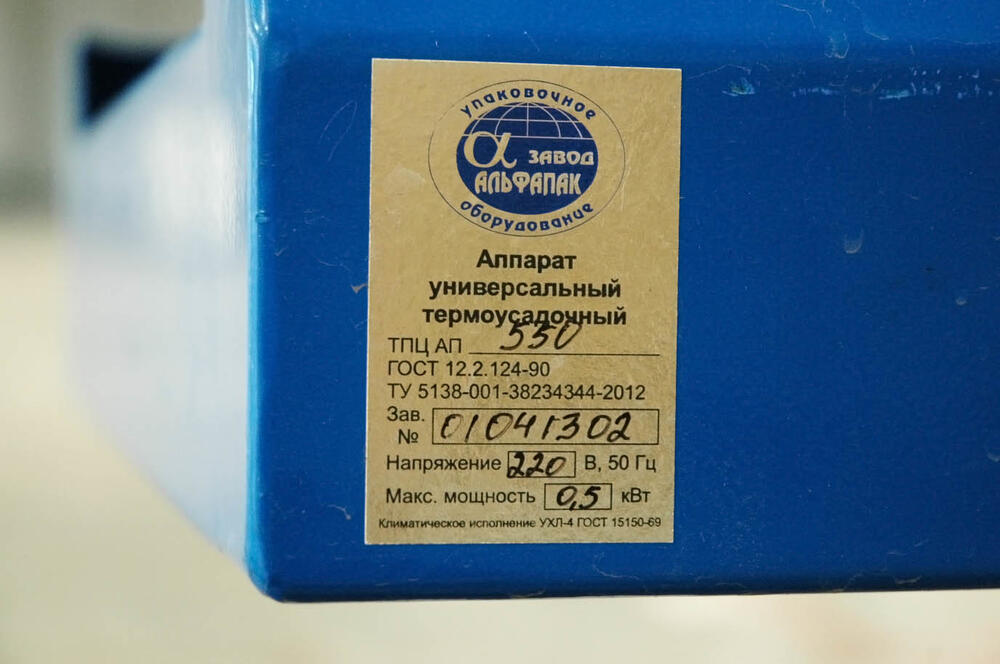 упаковочное
α завод
АЛЬФАПАК
оборудование
Аппарат
универсальный
термоусадочный
ТПЦ АП 550
ГОСТ 12.2.124-90
ТУ 5138-001-38234344-2012
Зав.
№ 01041302
Напряжение 220 В, 50 Гц
Макс. мощность 0,5 кВт
Климатическое исполнение УХЛ-4 ГОСТ 15150-69